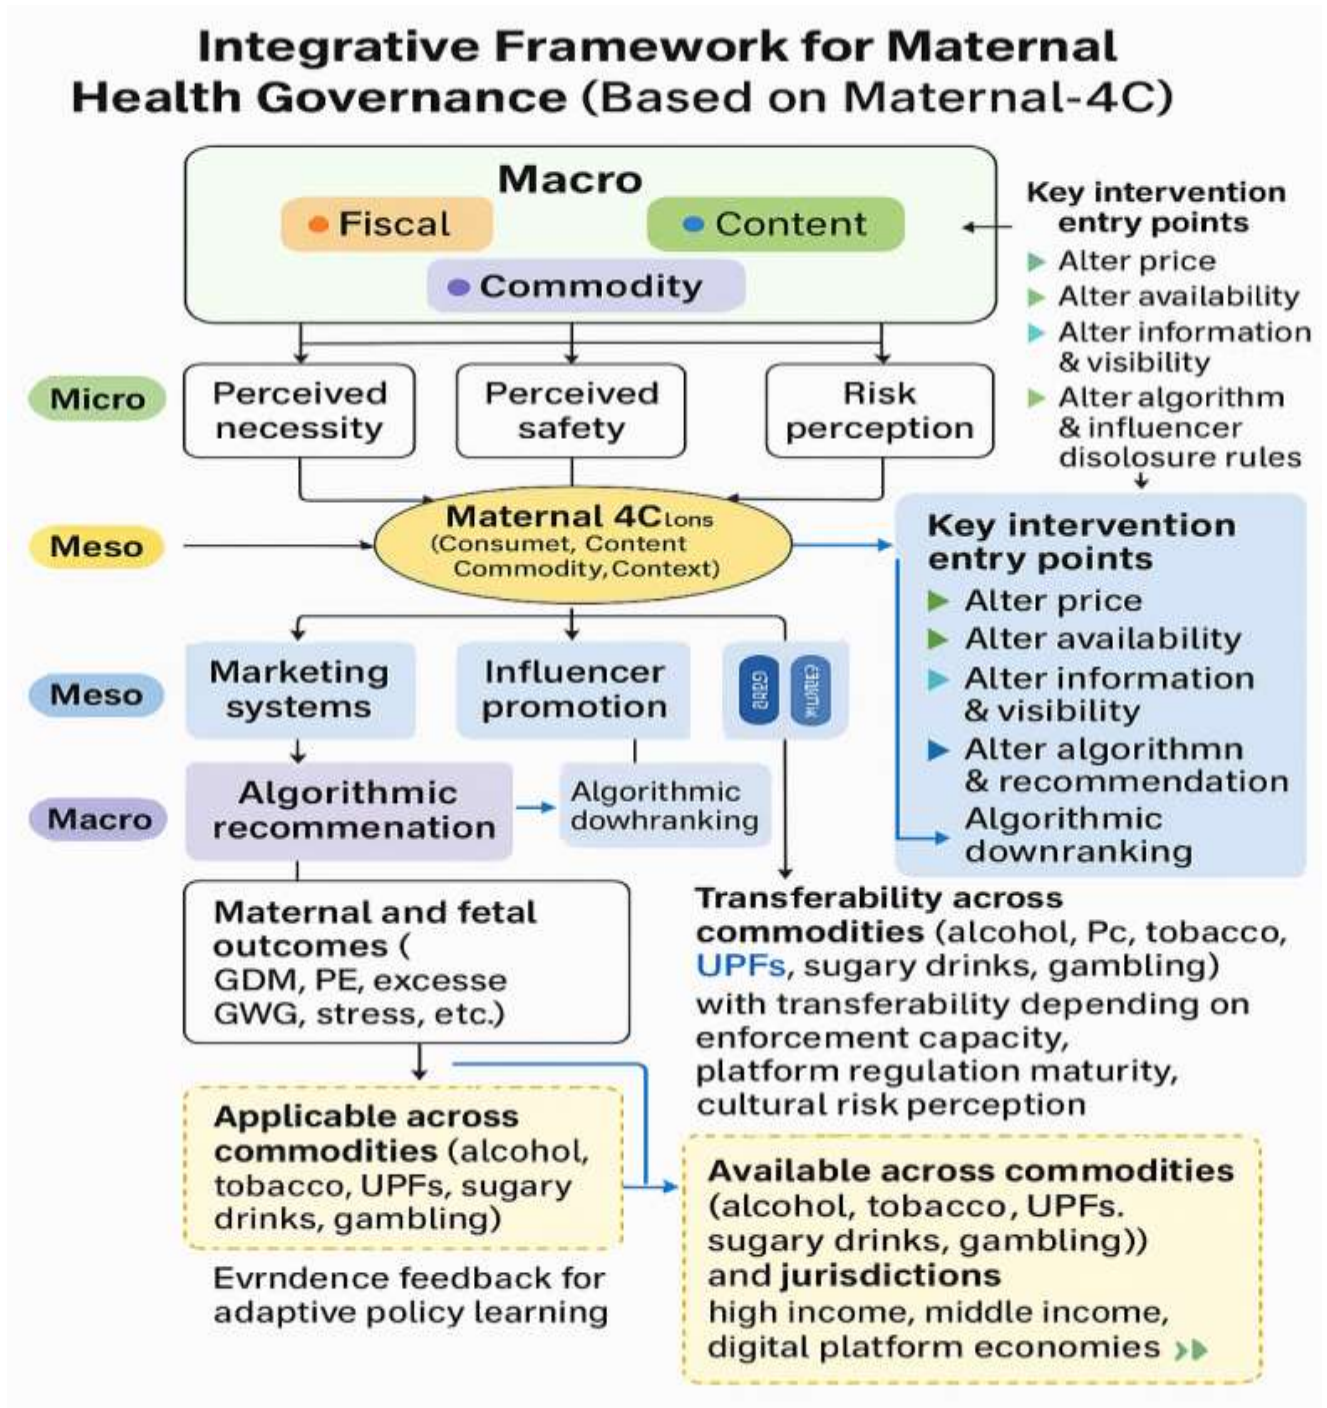 Integrative Framework for Maternal
Health Governance (Based on Maternal-4C)
Macro
Fiscal
Content
Commodity
Key intervention
entry points
Alter price
Alter availability
Alter information
& visibility
Alter algorithm
& influencer
disolosure rules
Micro
Perceived
necessity
Perceived
safety
Risk
perception
Meso
Maternal 4C Lons
(Consumet, Content
Commodity, Context)
Key intervention
entry points
Alter price
Alter availability
Alter information
& visibility
Alter algorithmn
& recommendation
Algorithmic
downranking
Meso
Marketing
systems
Influencer
promotion
Macro
Algorithmic
recommenation
Algorithmic
dowhranking
Maternal and fetal
outcomes (
GDM, PE, excesse
GWG, stress, etc.)
Transferability across
commodities (alcohol, Pc, tobacco,
UPFs, sugary drinks, gambling)
with transferability depending on
enforcement capacity,
platform regulation maturity,
cultural risk perception
Applicable across
commodities (alcohol,
tobacco, UPFs, sugary
drinks, gambling)
Evrndence feedback for
adaptive policy learning
Available across commodities
(alcohol, tobacco, UPFs.
sugary drinks, gambling))
and jurisdictions
high income, middle income,
digital platform economies